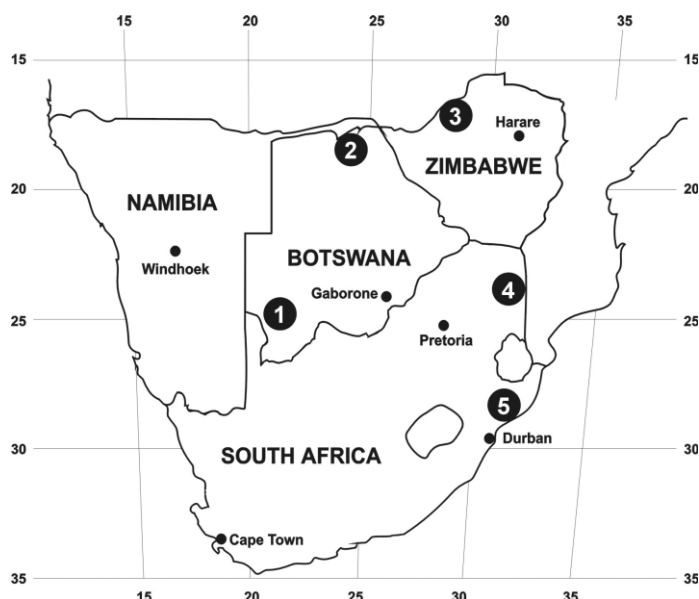 15 20 25 30 35
15 15
3
Harare
2
ZIMBABWE
20 20
NAMIBIA
Windhoek
BOTSWANA
Gaborone
4
1
25 25
Pretoria
5
Durban
30 30
SOUTH AFRICA
Cape Town
35 35
15 20 25 30 35